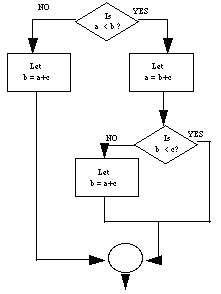 Is
a < b ?
NO
YES
Let
b = a+c
Let
a = b+c
Is
b < c?
NO
YES
Let
b = a+c